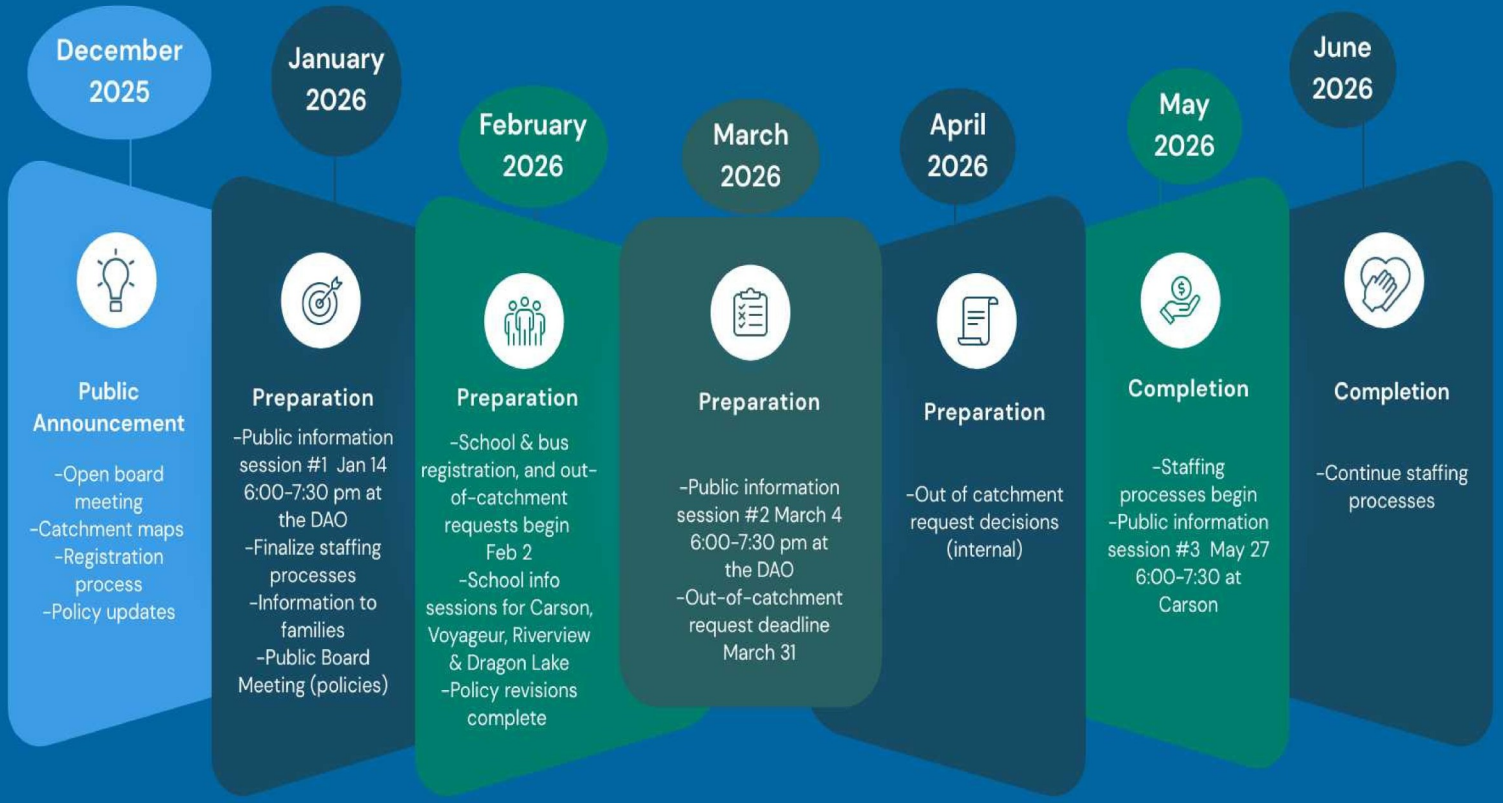 December
2025
Public
Announcement
-Open board
meeting
-Catchment maps
-Registration
process
-Policy updates
January
2026
Preparation
-Public information
session #1 Jan 14
6:00-7:30 pm at
the DAO
-Finalize staffing
processes
-Information to
families
-Public Board
Meeting (policies)
February
2026
Preparation
-School & bus
registration, and out-
of-catchment
requests begin
Feb 2
-School info
sessions for Carson,
Voyageur, Riverview
& Dragon Lake
-Policy revisions
complete
March
2026
Preparation
-Public information
session #2 March 4
6:00-7:30 pm at
the DAO
-Out-of-catchment
request deadline
March 31
April
2026
Preparation
-Out of catchment
request decisions
(internal)
May
2026
Completion
-Staffing
processes begin
-Public information
session #3 May 27
6:00-7:30 at
Carson
June
2026
Completion
-Continue staffing
processes